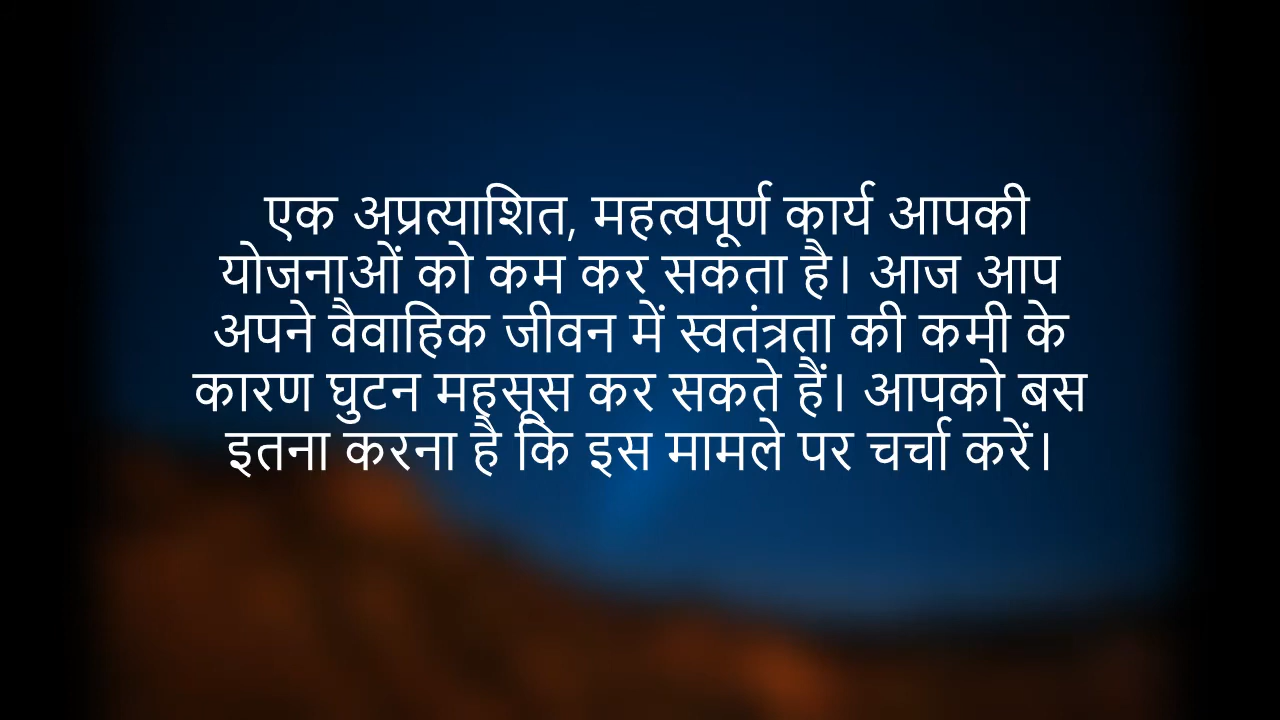 एक अप्रत्याशित, महत्वपूर्ण कार्य आपकी
योजनाओं को कम कर सकता है। आज आप
अपने वैवाहिक जीवन में स्वतंत्रता की कमी के
कारण घुटन महसूस कर सकते हैं। आपको बस
इतना करना है कि इस मामले पर चर्चा करें।